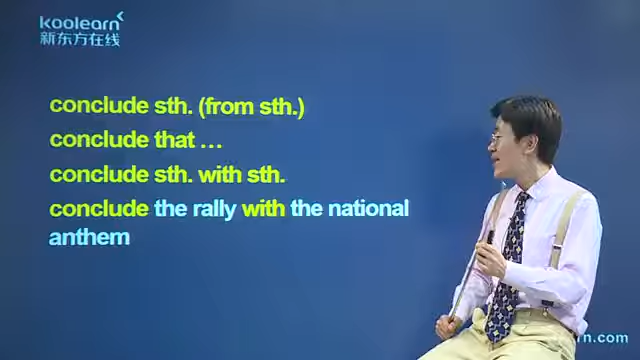 koolearn
新东方在线
conclude sth. (from sth.)
conclude that …
conclude sth. with sth.
conclude the rally with the national
anthem
rn.com